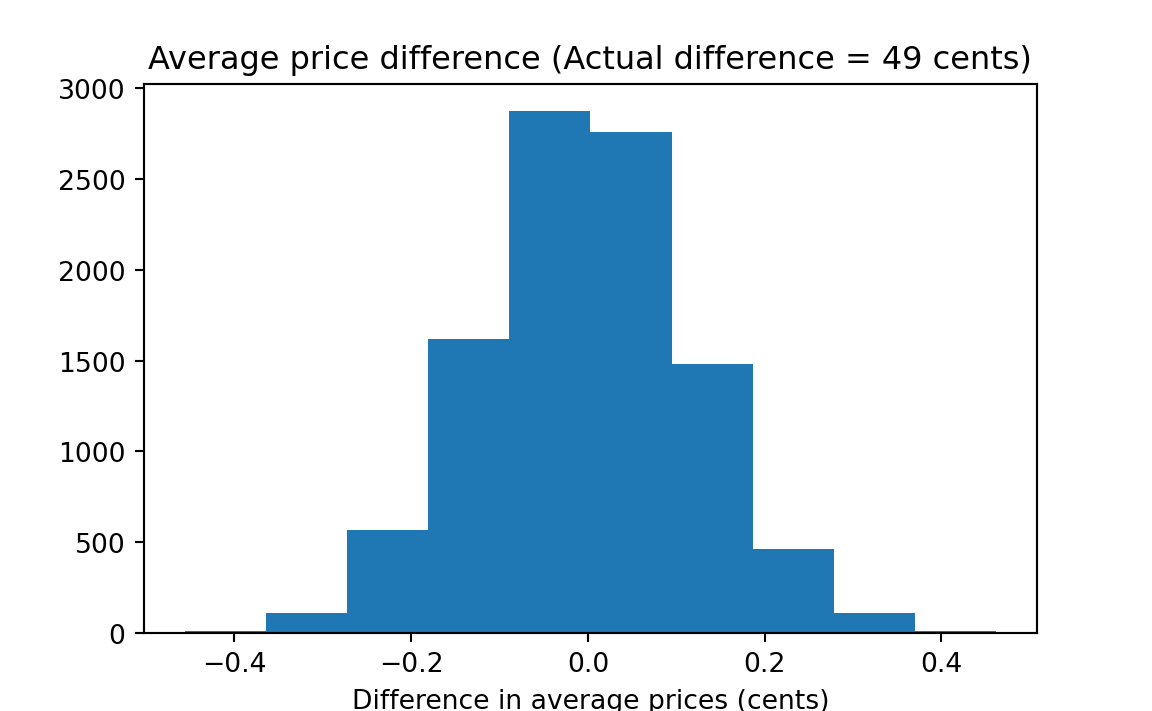 Average price difference (Actual difference = 49 cents)
3000
2500
2000
1500
1000
500
0
−0.4 −0.2 0.0 0.2 0.4
Difference in average prices (cents)